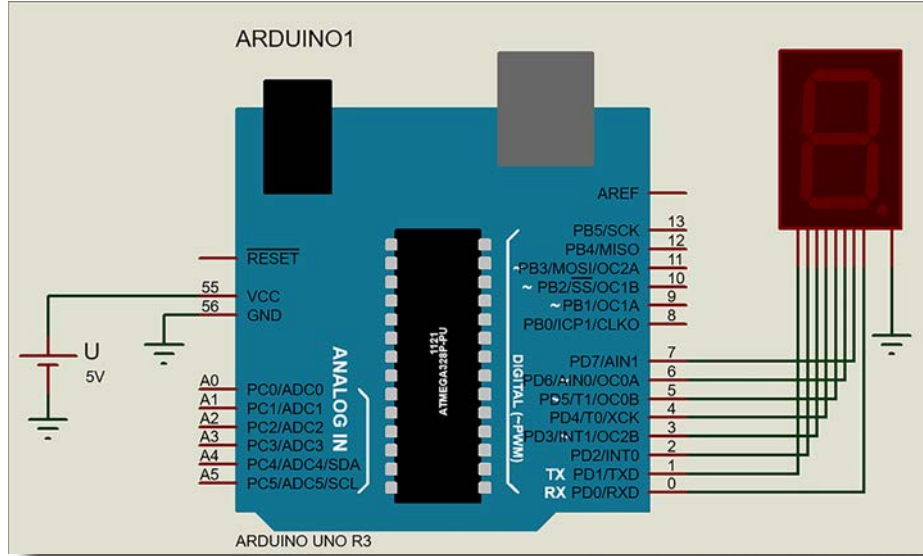 ARDUINO1
AREF
RESET
55 VCC
56 GND
U
5V
A0 PC0/ADC0
A1 PC1/ADC1
A2 PC2/ADC2
A3 PC3/ADC3
A4 PC4/ADC4/SDA
A5 PC5/ADC5/SCL
ANALOG IN
1121
ATMEGA328P-PU
DIGITAL (~PWM)
PB5/SCK 13
PB4/MISO 12
~PB3/MOSI/OC2A 11
~ PB2/SS/OC1B 10
~ PB1/OC1A 9
PB0/ICP1/CLKO 8
PD7/AIN1 7
~PD6/AIN0/OC0A 6
~PD5/T1/OC0B 5
PD4/T0/XCK 4
~PD3/INT1/OC2B 3
PD2/INT0 2
TX PD1/TXD 1
RX PD0/RXD 0
ARDUINO UNO R3